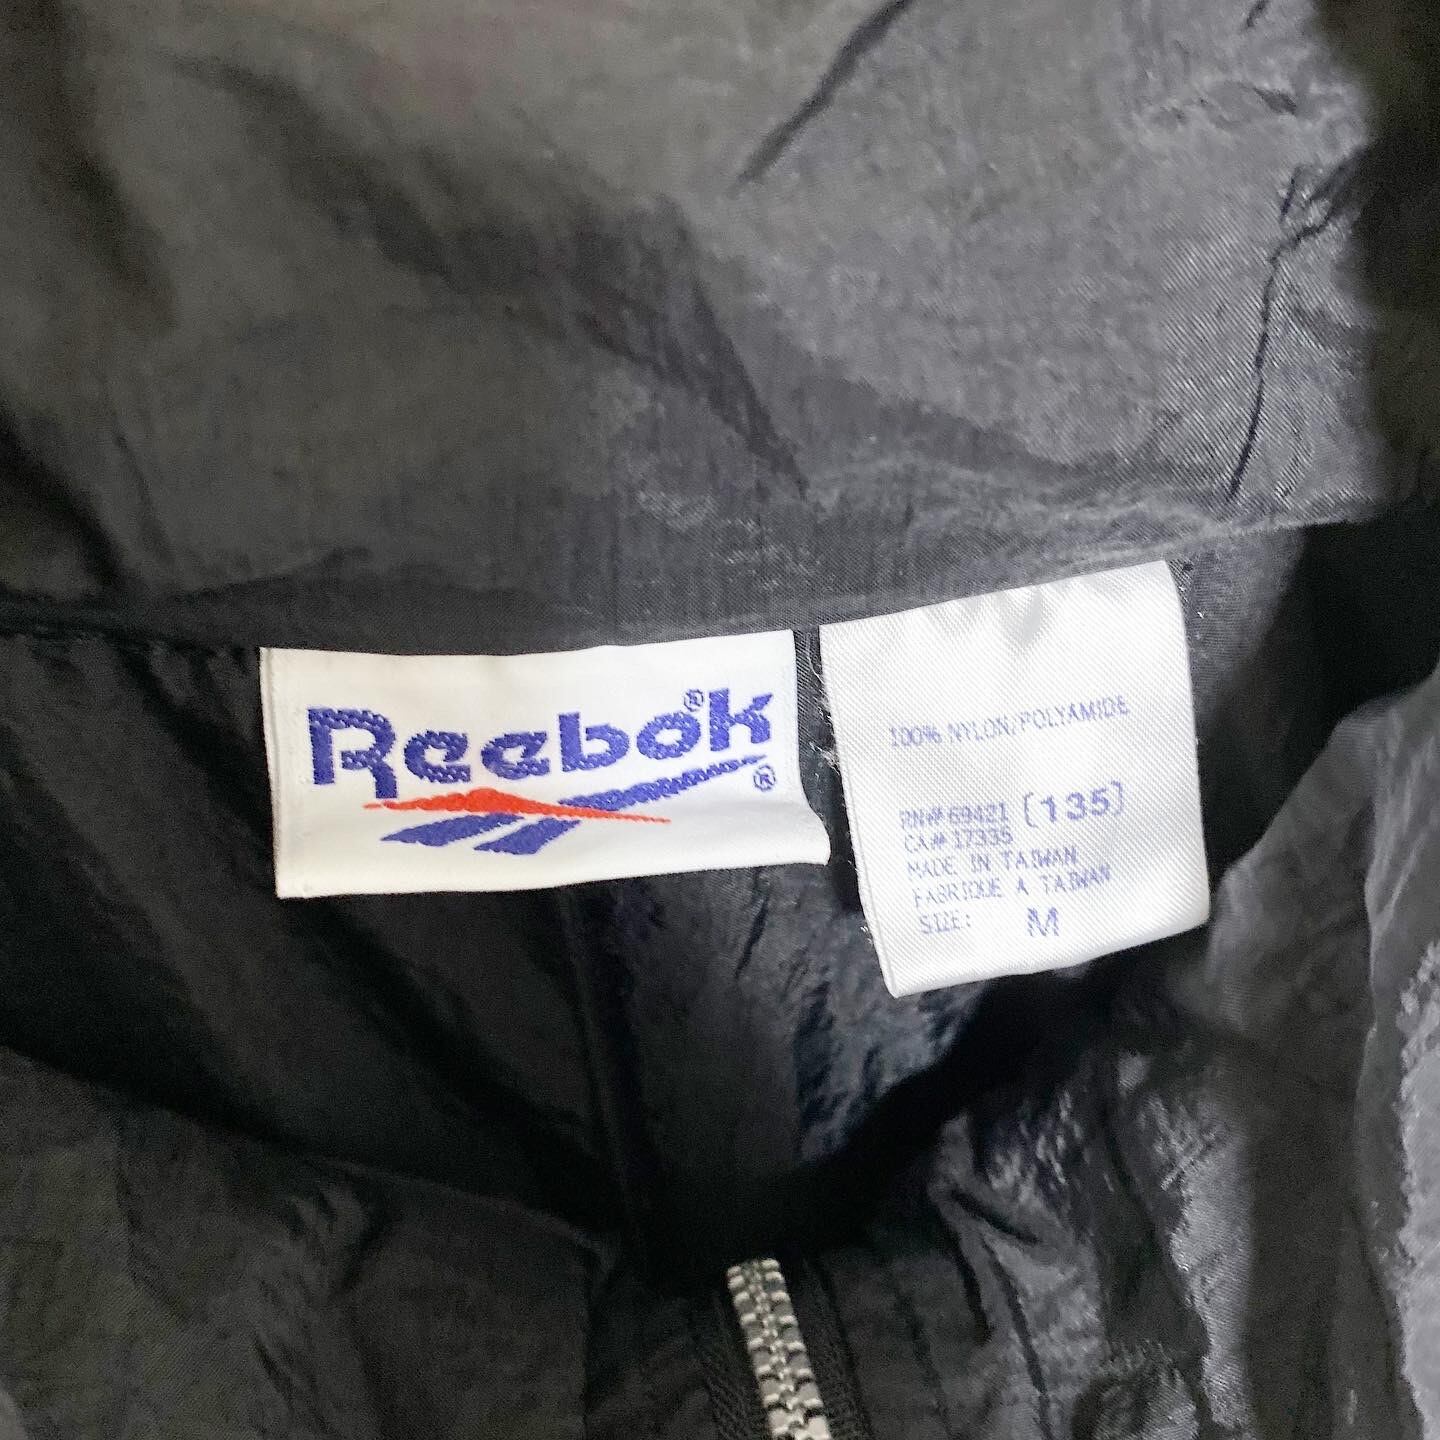 Reebok®
®
100% NYLON/POLYAMIDE
RN# 69421 (135)
CA# 17335
MADE IN TAIWAN
FABRIQUE A TAIWAN
SIZE: M